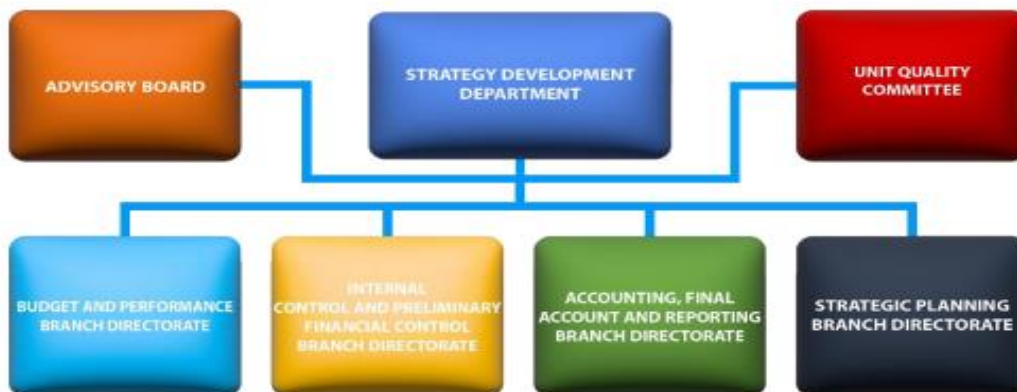 ADVISORY BOARD
STRATEGY DEVELOPMENT
DEPARTMENT
UNIT QUALITY
COMMITTEE
BUDGET AND PERFORMANCE
BRANCH DIRECTORATE
INTERNAL
CONTROL AND PRELIMINARY
FINANCIAL CONTROL
BRANCH DIRECTORATE
ACCOUNTING, FINAL
ACCOUNT AND REPORTING
BRANCH DIRECTORATE
STRATEGIC PLANNING
BRANCH DIRECTORATE